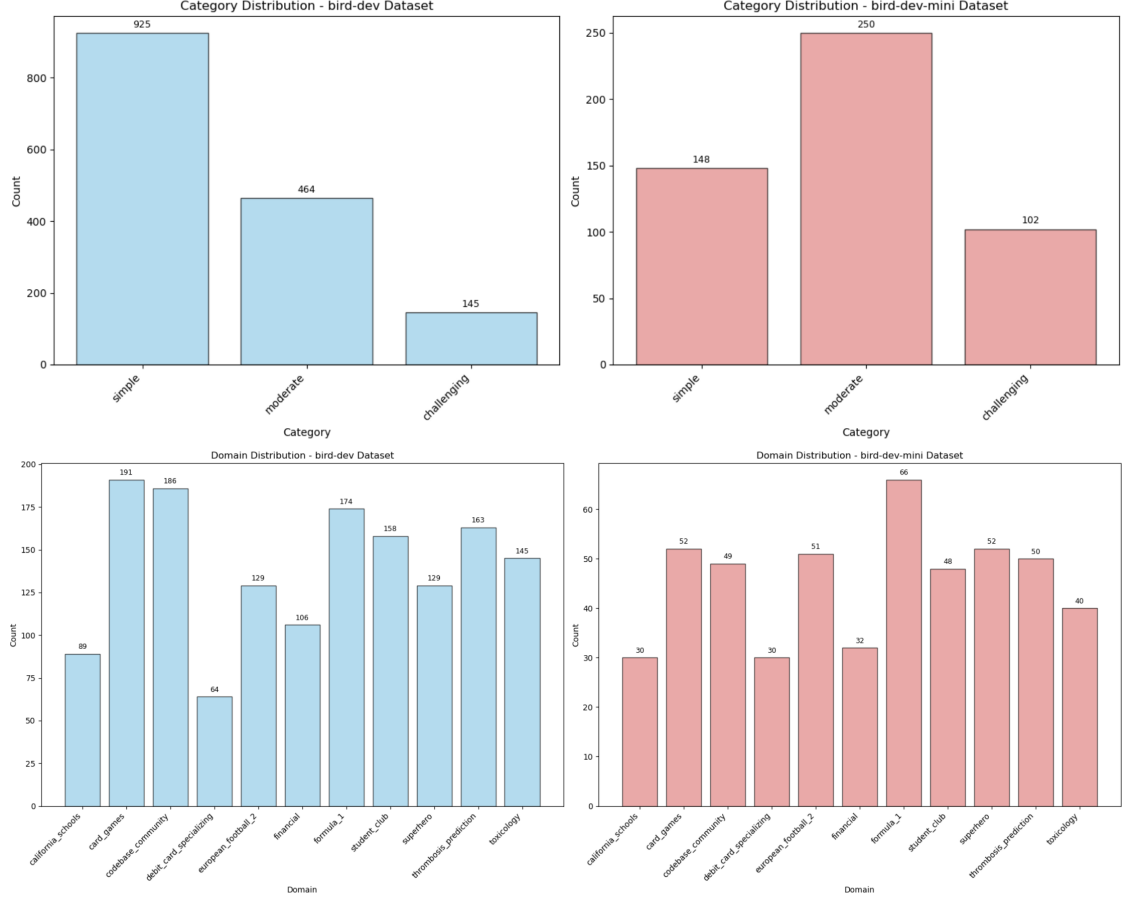 Category Distribution - bird-dev Dataset
925
464
145
800
600
400
200
0
Count
simple
moderate
challenging
Category
Category Distribution - bird-dev-mini Dataset
148
250
102
250
200
150
100
50
0
Count
simple
moderate
challenging
Category
Domain Distribution - bird-dev Dataset
89
191
186
64
129
106
174
158
129
163
145
200
175
150
125
100
75
50
25
0
Count
california_schools
card_games
codebase_community
debit_card_specializing
european_football_2
financial
formula_1
student_club
superhero
thrombosis_prediction
toxicology
Domain
Domain Distribution - bird-dev-mini Dataset
30
52
49
30
51
32
66
48
52
50
40
60
50
40
30
20
10
0
Count
california_schools
card_games
codebase_community
debit_card_specializing
european_football_2
financial
formula_1
student_club
superhero
thrombosis_prediction
toxicology
Domain